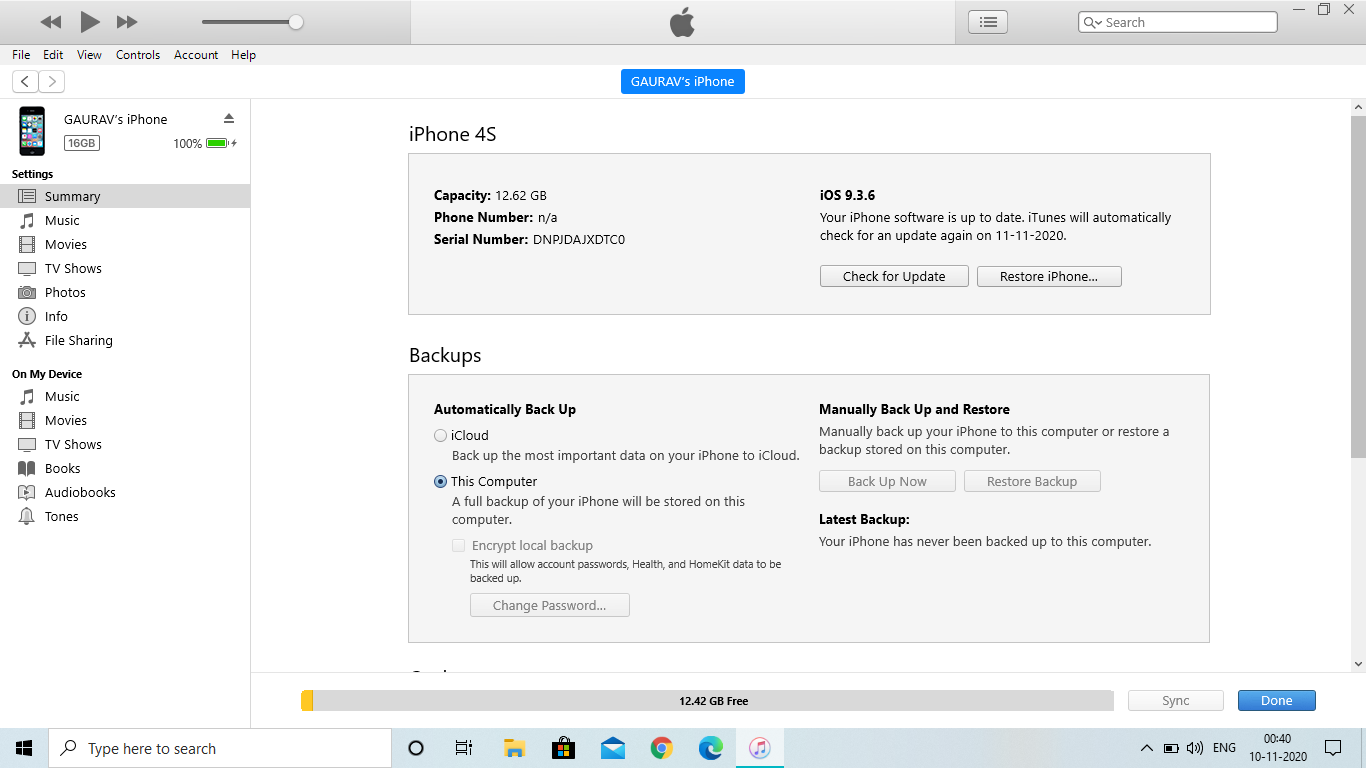 Search
File Edit View Controls Account Help
GAURAV's iPhone
GAURAV's iPhone
16GB 100%
Settings
Summary
Music
Movies
TV Shows
Photos
Info
File Sharing
On My Device
Music
Movies
TV Shows
Books
Audiobooks
Tones
iPhone 4S
Capacity: 12.62 GB
Phone Number: n/a
Serial Number: DNPJDAJXDTC0
iOS 9.3.6
Your iPhone software is up to date. iTunes will automatically
check for an update again on 11-11-2020.
Check for Update Restore iPhone...
Backups
Automatically Back Up
iCloud
Back up the most important data on your iPhone to iCloud.
This Computer
A full backup of your iPhone will be stored on this
computer.
Encrypt local backup
This will allow account passwords, Health, and HomeKit data to be
backed up.
Change Password...
Manually Back Up and Restore
Manually back up your iPhone to this computer or restore a
backup stored on this computer.
Back Up Now Restore Backup
Latest Backup:
Your iPhone has never been backed up to this computer.
12.42 GB Free
Sync Done
Type here to search
ENG
00:40
10-11-2020